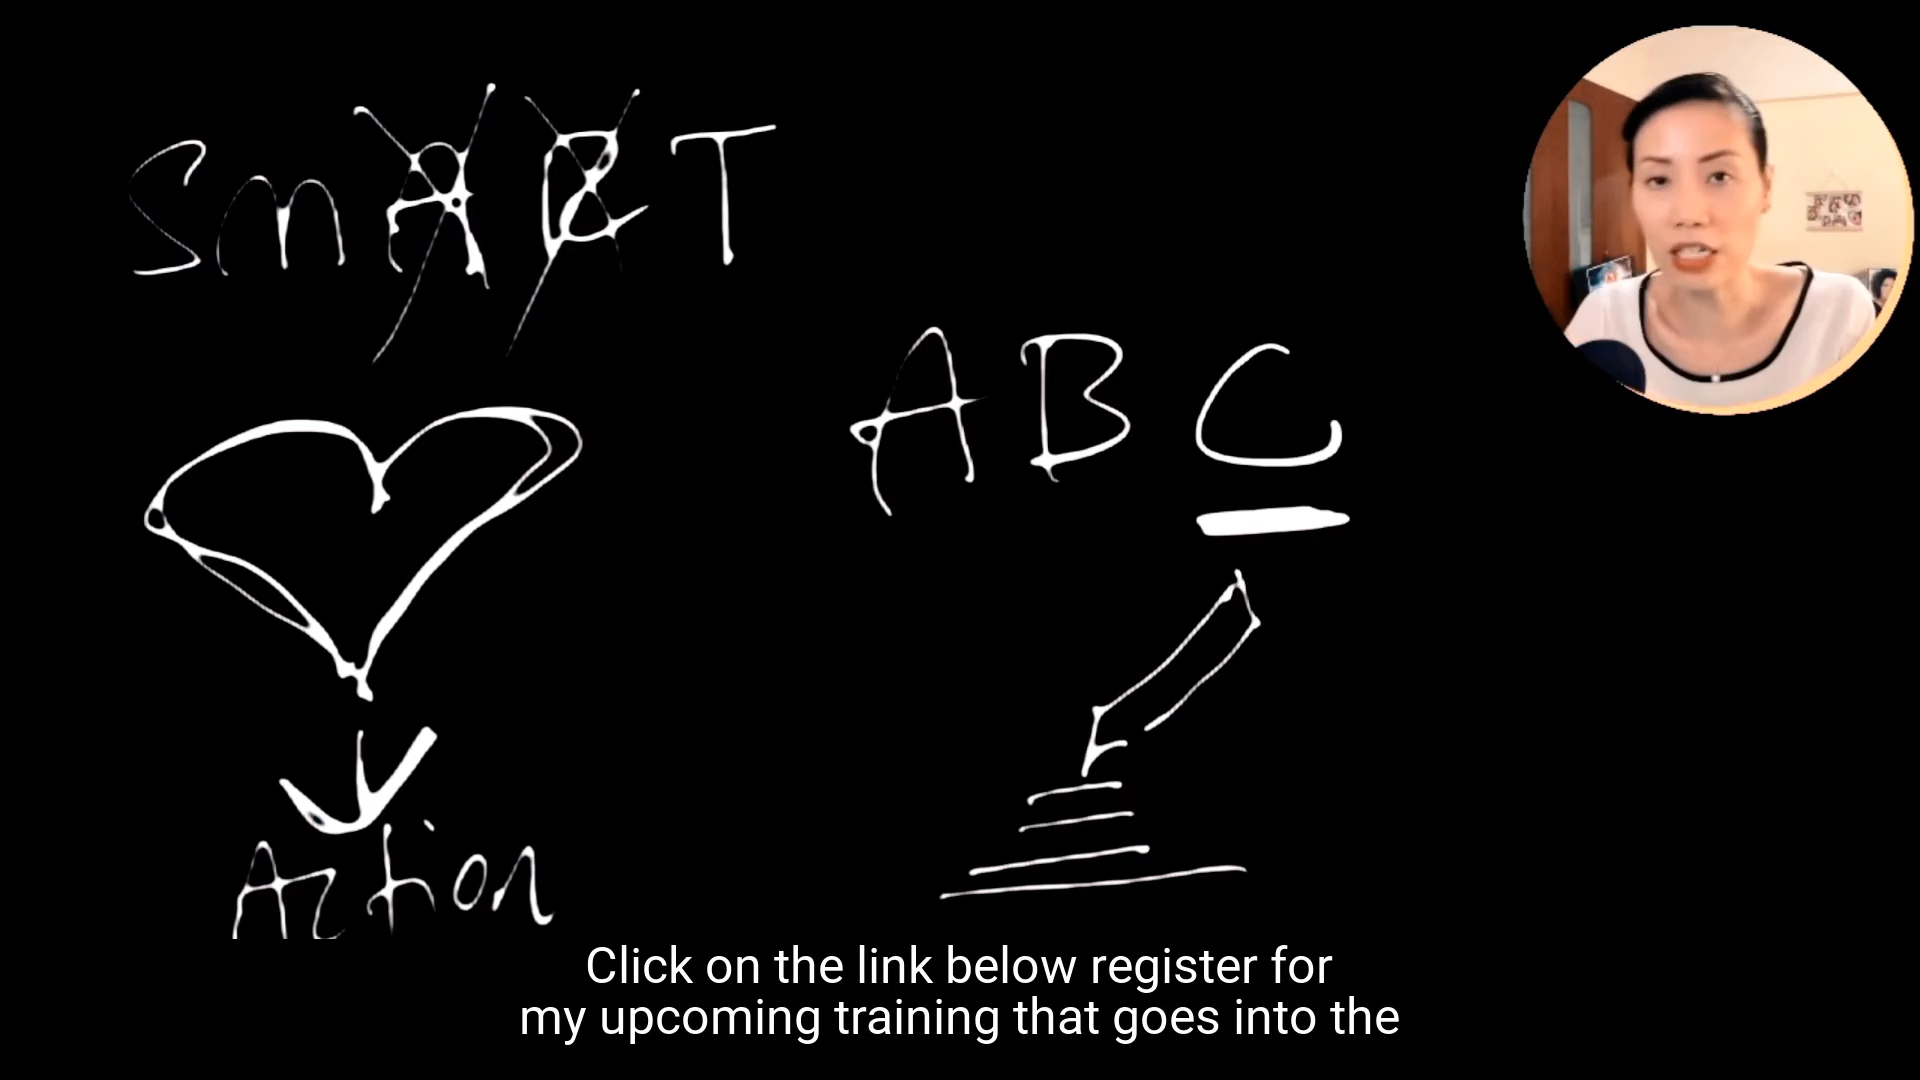 SmART
ABC
Action
Click on the link below register for
my upcoming training that goes into the